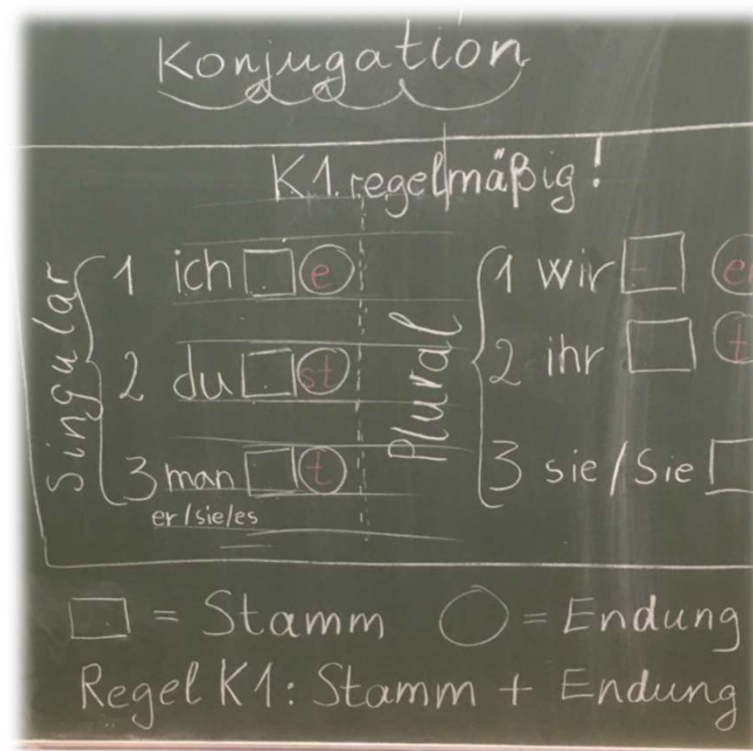 Konjugation
K1.regelmäßig!
Singular
1 ich e
2 du st
3 man t
er/sie/es
Plural
1 wir e
2 ihr t
3 sie/Sie
= Stamm = Endung
Regel K1: Stamm + Endung